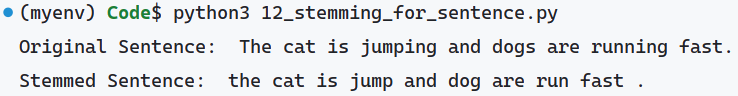 (myenv) Code$ python3 12_stemming_for_sentence.py
Original Sentence:  The cat is jumping and dogs are running fast.
Stemmed Sentence:  the cat is jump and dog are run fast .